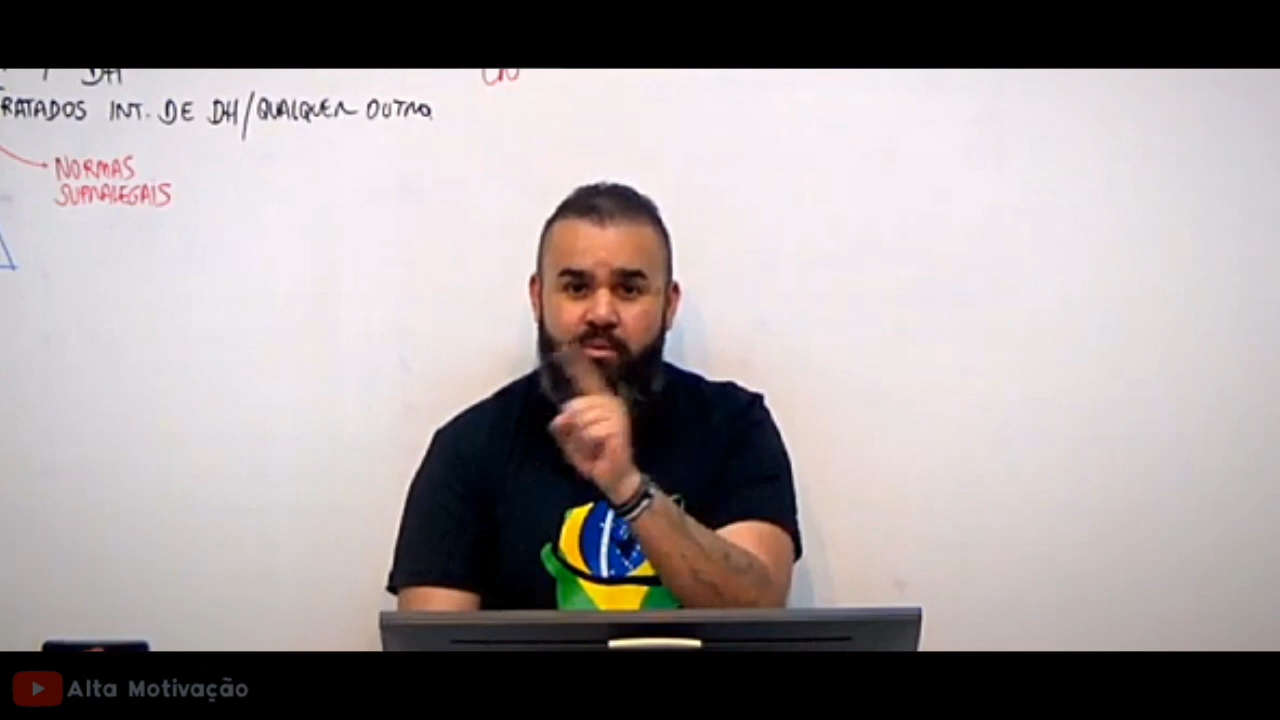 DH
RATADOS INT. DE DH/QUALQUER OUTRO
NORMAS
SUPRALEGAIS
Alta Motivação